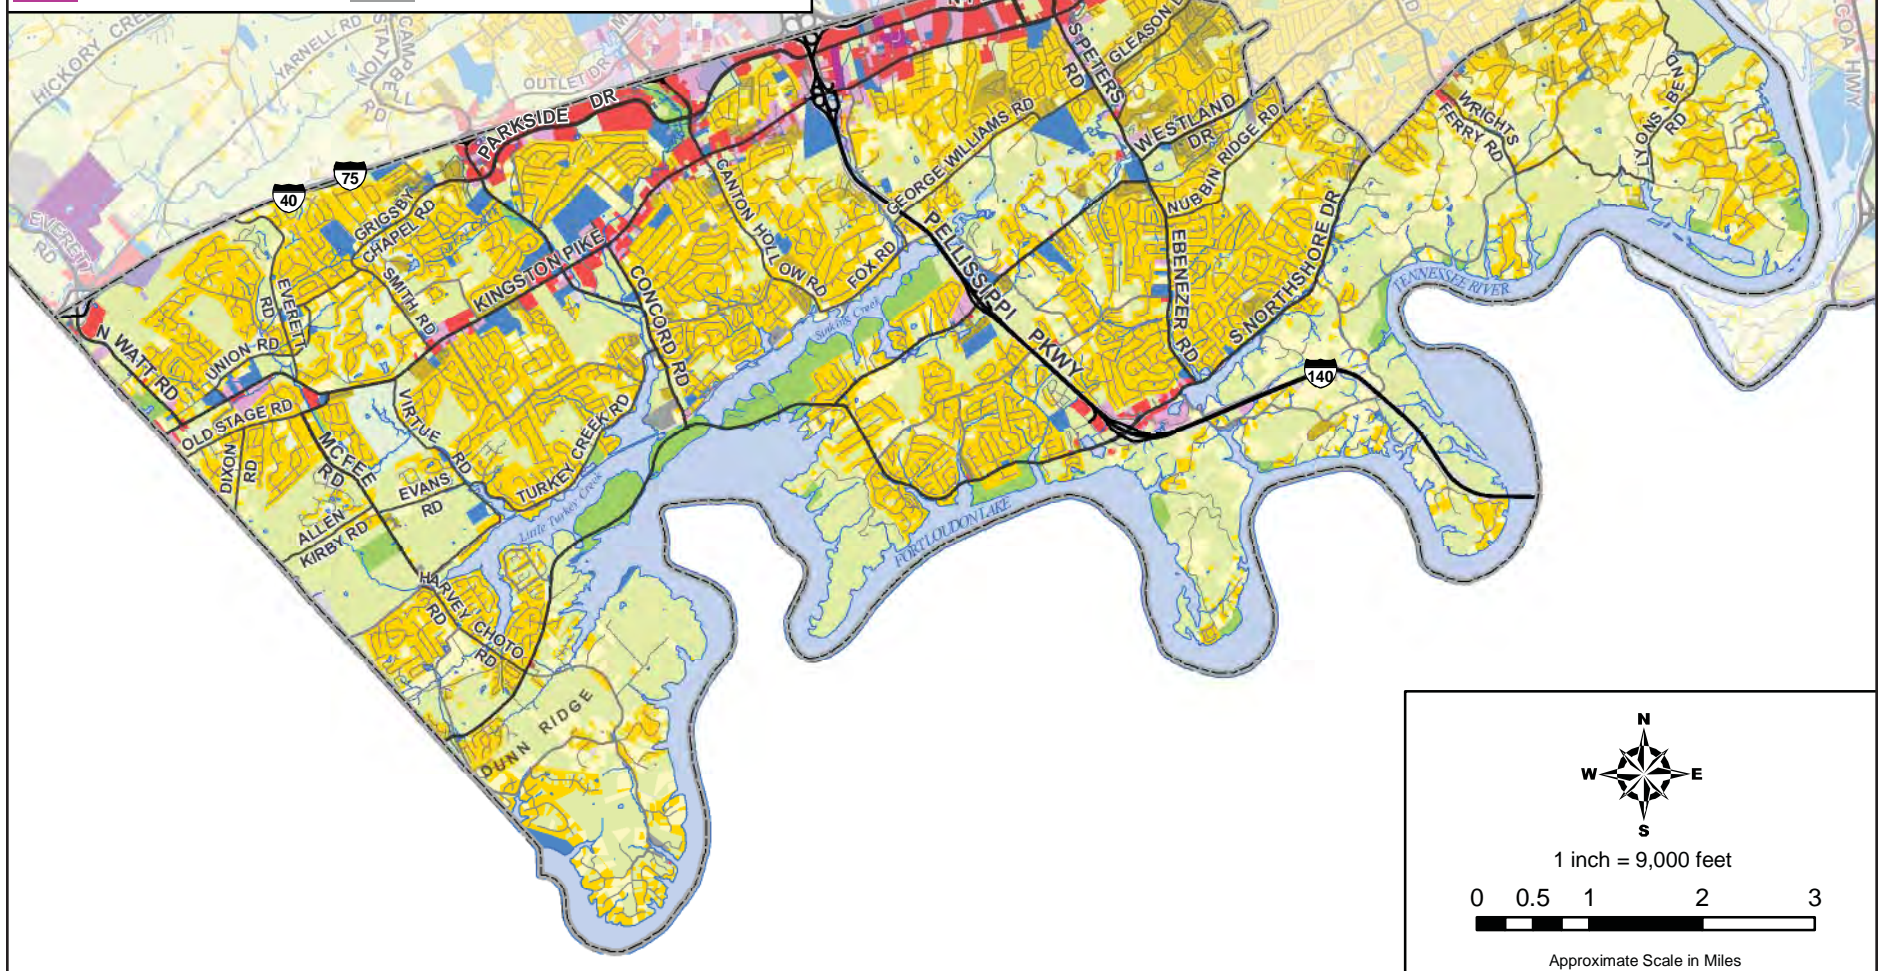 HICKORY CREE
YARNELL RD
CAMPBELL
STATION
RD
OUTLET DR
S PETERS
RD
GLEASON D
COA HWY
PARKSIDE DR
75
40
EVERETT
RD
GRIGSBY
CHAPEL RD
SMITH RD
KINGSTON PIKE
CANTON HOLLOW RD
FOX RD
GEORGE WILLIAMS RD
WESTLAND
DR
NUBBIN RIDGE RD
WRIGHTS
FERRY RD
LYONS BEND
RD
EBENEZER RD
S NORTHSHORE DR
PELLISSIPPI PKWY
TENNESSEE RIVER
Sinking Creek
CONCORD RD
EVERETT
RD
N WATT RD
UNION RD
OLD STAGE RD
DIXON
RD
VIRTUE
RD
MCFEE
RD
EVANS
RD
ALLEN
KIRBY RD
TURKEY CREEK RD
Little Turkey Creek
140
FORT LOUDON LAKE
HARVEY
RD
CHOTO
RD
DUNN RIDGE
N
W E
S
1 inch = 9,000 feet
0 0.5 1 2 3
Approximate Scale in Miles